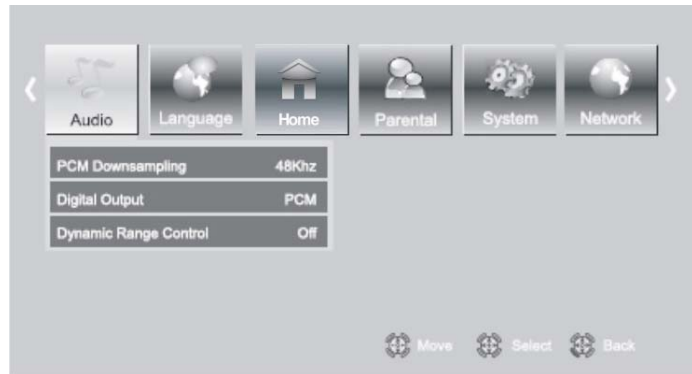 Audio Language Home Parental System Network
PCM Downsampling 48Khz
Digital Output PCM
Dynamic Range Control Off
Move Select Back